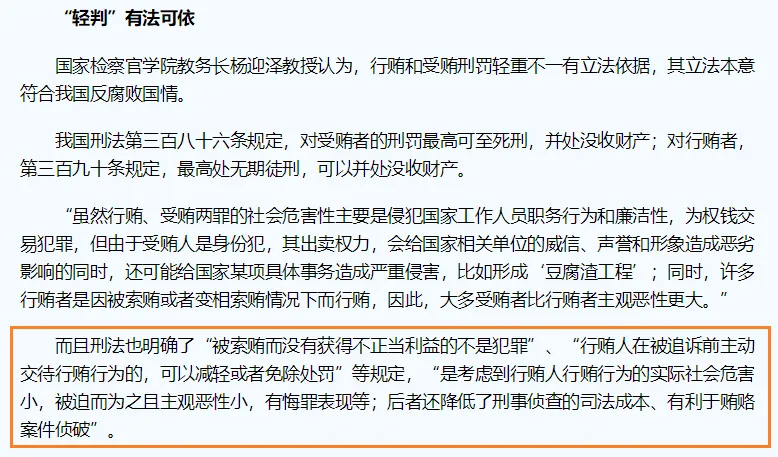 “轻判”有法可依
国家检察官学院教务长杨迎泽教授认为，行贿和受贿刑罚轻重不一有立法依据，其立法本意
符合我国反腐败国情。
我国刑法第三百八十六条规定，对受贿者的刑罚最高可至死刑，并处没收财产；对行贿者，
第三百九十条规定，最高处无期徒刑，可以并处没收财产。
“虽然行贿、受贿两罪的社会危害性主要是侵犯国家工作人员职务行为和廉洁性，为权钱交
易犯罪，但由于受贿人是身份犯，其出卖权力，会给国家相关单位的威信、声誉和形象造成恶劣
影响的同时，还可能给国家某项具体事务造成严重侵害，比如形成‘豆腐渣工程’；同时，许多
行贿者是因被索贿或者变相索贿情况下而行贿，因此，大多受贿者比行贿者主观恶性更大。”
而且刑法也明确了“被索贿而没有获得不正当利益的不是犯罪”、“行贿人在被追诉前主动
交待行贿行为的，可以减轻或者免除处罚”等规定，“是考虑到行贿人行贿行为的实际社会危害
小，被迫而为之且主观恶性小，有悔罪表现等；后者还降低了刑事侦查的司法成本、有利于贿赂
案件侦破”。